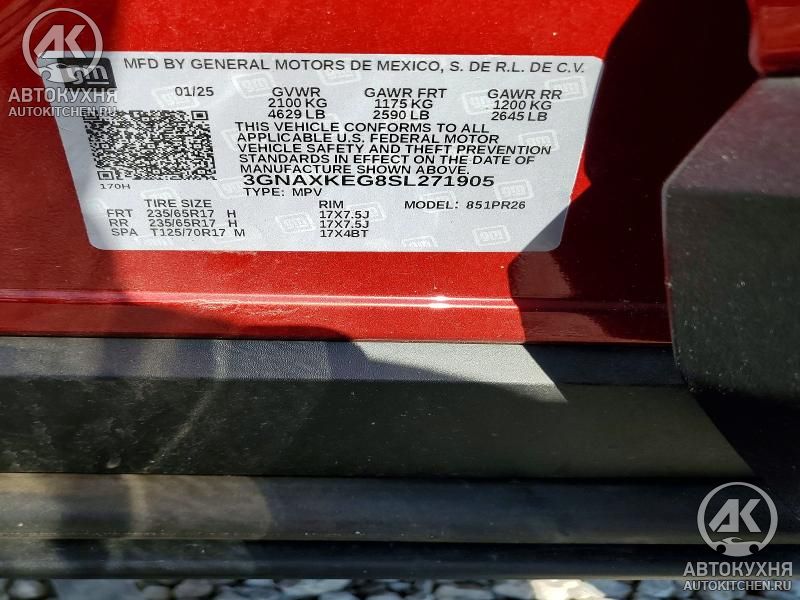 AK
АВТОКУХНЯ
AUTOKITCHEN.RU
gm
MFD BY GENERAL MOTORS DE MEXICO, S. DE R.L. DE C.V.
01/25 GVWR GAWR FRT GAWR RR
2100 KG 1175 KG 1200 KG
4629 LB 2590 LB 2645 LB
THIS VEHICLE CONFORMS TO ALL
APPLICABLE U.S. FEDERAL MOTOR
VEHICLE SAFETY AND THEFT PREVENTION
STANDARDS IN EFFECT ON THE DATE OF
MANUFACTURE SHOWN ABOVE.
170H 3GNAXKEG8SL271905
TYPE: MPV MODEL: 851PR26
TIRE SIZE RIM
FRT 235/65R17 H 17X7.5J
RR 235/65R17 H 17X7.5J
SPA T125/70R17 M 17X4BT
AK
АВТОКУХНЯ
AUTOKITCHEN.RU